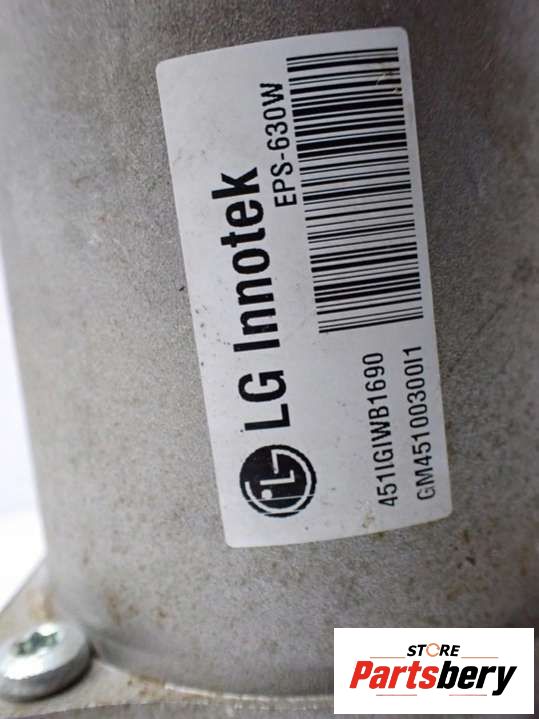 LG Innotek
EPS-630W
451IGIWB1690
GM45100300I1
STORE
Partsbery